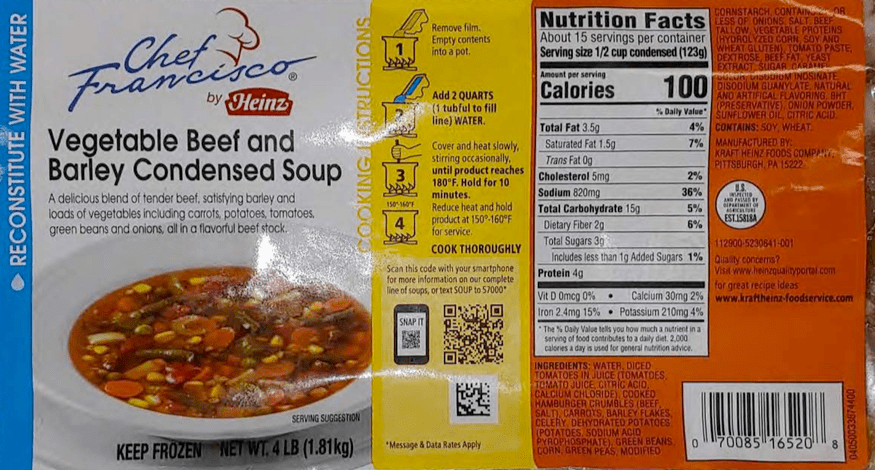 RECONSTITUTE WITH WATER
Chef
Francisco®
by Heinz
Vegetable Beef and
Barley Condensed Soup
A delicious blend of tender beef, satisfying barley and
loads of vegetables including carrots, potatoes, tomatoes,
green beans and onions, all in a flavorful beef stock.
SERVING SUGGESTION
KEEP FROZEN NET WT. 4 LB (1.81kg)
COOKING INSTRUCTIONS
1
Remove film.
Empty contents
into a pot.
2
Add 2 QUARTS
(1 tubful to fill
line) WATER.
3
Cover and heat slowly,
stirring occasionally,
until product reaches
180°F. Hold for 10
minutes.
150°-160°F
4
Reduce heat and hold
product at 150°-160°F
for service.
COOK THOROUGHLY
Scan this code with your smartphone
for more information on our complete
line of soups, or text SOUP to 57000*
SNAP IT
*Message & Data Rates Apply
Nutrition Facts
About 15 servings per container
Serving size 1/2 cup condensed (123g)
Amount per serving
Calories 100
% Daily Value*
Total Fat 3.5g 4%
Saturated Fat 1.5g 7%
Trans Fat 0g
Cholesterol 5mg 2%
Sodium 820mg 36%
Total Carbohydrate 15g 5%
Dietary Fiber 2g 6%
Total Sugars 3g
Includes less than 1g Added Sugars 1%
Protein 4g
Vit D 0mcg 0% • Calcium 30mg 2%
Iron 2.4mg 15% • Potassium 210mg 4%
* The % Daily Value tells you how much a nutrient in a
serving of food contributes to a daily diet. 2,000
calories a day is used for general nutrition advice.
INGREDIENTS: WATER, DICED
TOMATOES IN JUICE (TOMATOES,
TOMATO JUICE, CITRIC ACID,
CALCIUM CHLORIDE), COOKED
HAMBURGER CRUMBLES (BEEF,
SALT), CARROTS, BARLEY FLAKES,
CELERY, DEHYDRATED POTATOES
(POTATOES, SODIUM ACID
PYROPHOSPHATE), GREEN BEANS,
CORN, GREEN PEAS, MODIFIED
CORNSTARCH, CONTAINS OR
LESS OF: ONIONS, SALT, BEEF
TALLOW, VEGETABLE PROTEINS
(HYDROLYZED CORN, SOY AND
WHEAT GLUTEN), TOMATO PASTE,
DEXTROSE, BEEF FAT, YEAST
EXTRACT, SUGAR, CARAMEL
COLOR, DISODIUM INOSINATE,
DISODIUM GUANYLATE, NATURAL
AND ARTIFICAL FLAVORING, BHT
(PRESERVATIVE), ONION POWDER,
SUNFLOWER OIL, CITRIC ACID.
CONTAINS: SOY, WHEAT.
MANUFACTURED BY:
KRAFT HEINZ FOODS COMPANY,
PITTSBURGH, PA 15222
U.S.
INSPECTED
AND PASSED BY
DEPARTMENT OF
AGRICULTURE
EST.15818A
112900-5230641-001
Quality concerns?
Visit www.heinzqualityportal.com
for great recipe ideas
www.kraftheinz-foodservice.com
0 70085 16520 8
04050033674400